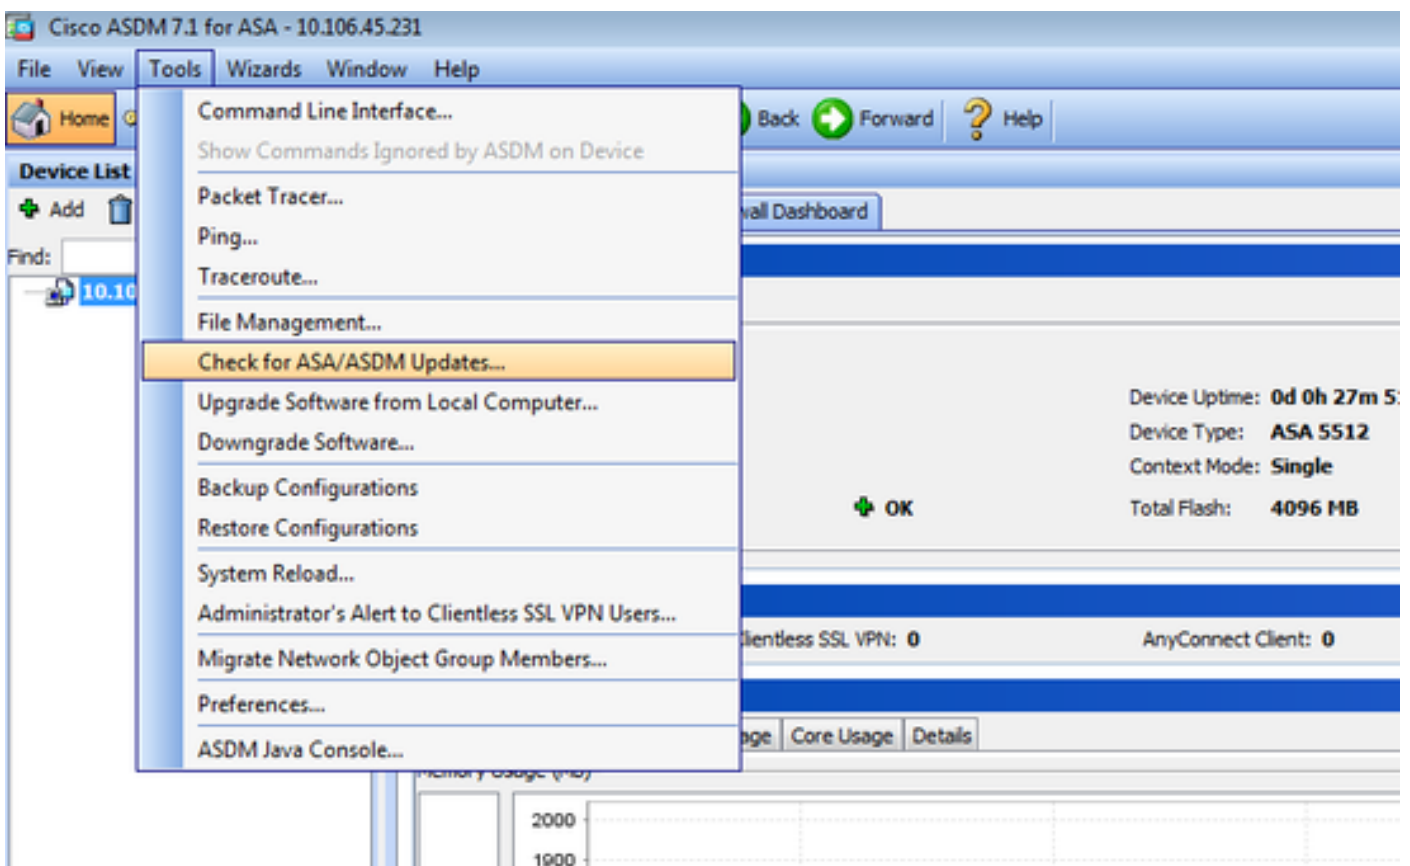 Cisco ASDM 7.1 for ASA - 10.106.45.231
File View Tools Wizards Window Help
Home Back Forward Help
Command Line Interface...
Show Commands Ignored by ASDM on Device
Device List
Add
Packet Tracer...
Dashboard
Ping...
Find:
Traceroute...
10.10
File Management...
Check for ASA/ASDM Updates...
Upgrade Software from Local Computer...
Device Uptime: 0d 0h 27m
Downgrade Software...
Device Type: ASA 5512
Context Mode: Single
Backup Configurations
OK
Total Flash: 4096 MB
Restore Configurations
System Reload...
Administrator's Alert to Clientless SSL VPN Users...
SSL VPN: 0
AnyConnect Client: 0
Migrate Network Object Group Members...
Preferences...
Core Usage Details
ASDM Java Console...
2000
1900